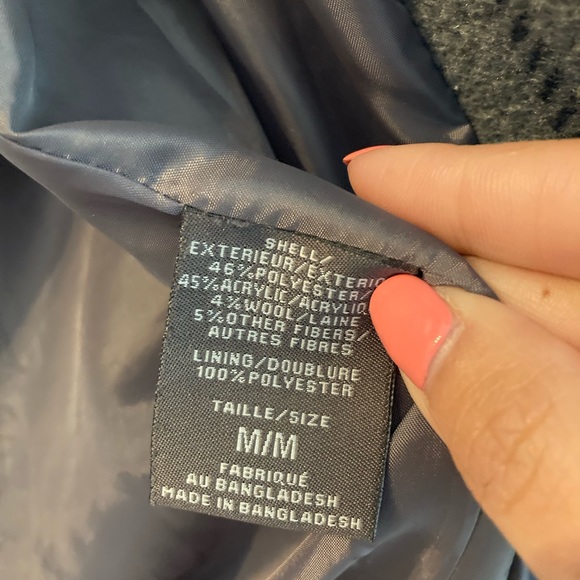 SHELL/
EXTERIEUR/EXTERIO
46%POLYESTER/
45%ACRYLIC/ACRYLIQ
4%WOOL/LAINE
5%OTHER FIBERS/
AUTRES FIBRES
LINING/DOUBLURE
100%POLYESTER
TAILLE/SIZE
M/M
FABRIQUÉ
AU BANGLADESH
MADE IN BANGLADESH